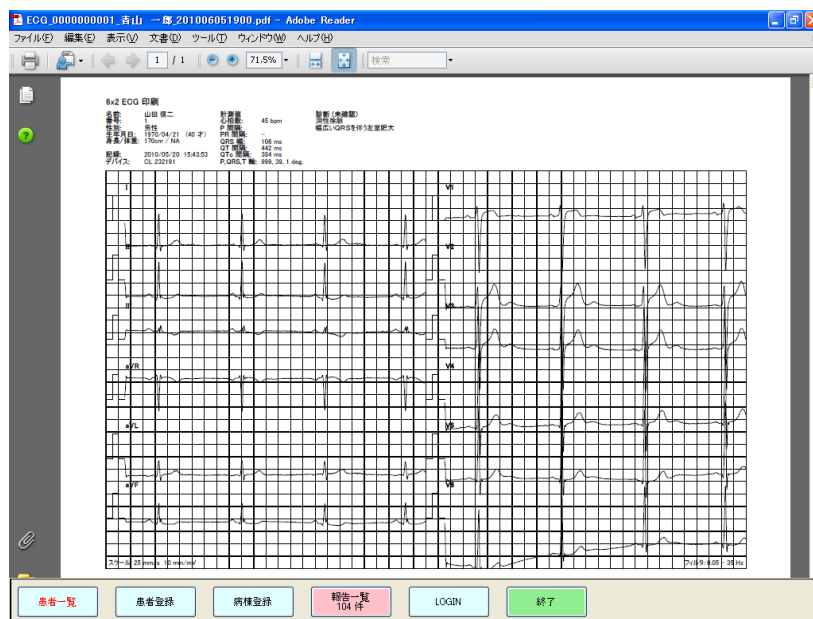 ECG_0000000001_青山 一郎_201006051900.pdf - Adobe Reader
ファイル(F) 編集(E) 表示(V) 文書(D) ツール(T) ウィンドウ(W) ヘルプ(H)
1 / 1 71.5% 検索
6x2 ECG 印刷
名前: 山田 信二
番号: 1
性別: 男性
生年月日: 1970/04/21 (40 才)
身長/体重: 170cm / NA
記録: 2010/05/20 15:43:53
デバイス: CL 232191
計測値
心拍数: 45 bpm
P 間隔:
PR 間隔: -
QRS 幅: 106 ms
QT 間隔: 442 ms
QTc 間隔: 384 ms
P,QRS,T 軸: 999, 39, 1 deg.
診断 (未確認)
洞性徐脈
幅広いQRSを伴う左室肥大
I
II
III
aVR
aVL
aVF
V1
V2
V3
V4
V5
V6
スケール 25 mm/s 10 mm/mV
フィルタ: 0.05 - 35 Hz
患者一覧
患者登録
病棟登録
報告一覧
104 件
LOGIN
終了